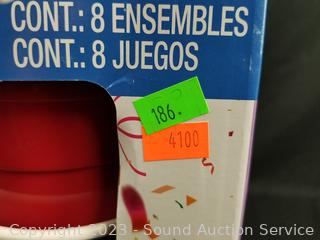 CONT.: 8 ENSEMBLES
CONT.: 8 JUEGOS
186.
4100
Copyright 2023 - Sound Auction Service